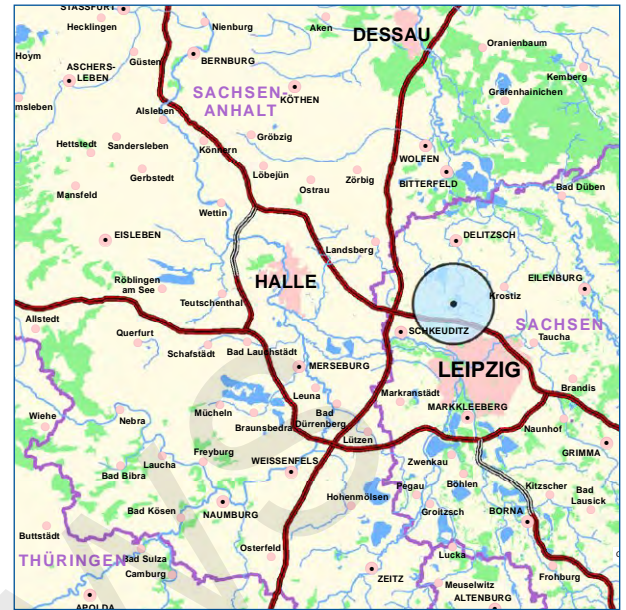 STASSFURT
Hecklingen
Nienburg
Aken
DESSAU
Oranienbaum
Hoym
Güsten
BERNBURG
ASCHERS-
LEBEN
Kemberg
Gräfenhainichen
SACHSEN-
ANHALT
KÖTHEN
Alsleben
Gröbzig
Hettstedt
Sandersleben
Könnern
WOLFEN
Löbejün
Zörbig
Gerbstedt
Ostrau
BITTERFELD
Bad Düben
Mansfeld
Wettin
EISLEBEN
DELITZSCH
Landsberg
Röblingen
am See
HALLE
EILENBURG
Krostiz
Teutschenthal
Allstedt
SCHKEUDITZ
SACHSEN
Querfurt
Taucha
Schafstädt
Bad Lauchstädt
MERSEBURG
LEIPZIG
Leuna
Markranstädt
Brandis
Wiehe
Mücheln
Bad
Dürrenberg
MARKKLEEBERG
Nebra
Braunsbedra
Lützen
Naunhof
GRIMMA
Freyburg
Laucha
WEISSENFELS
Zwenkau
Bad Bibra
Pegau
Böhlen
Kitzscher
Bad
Lausick
Hohenmölsen
NAUMBURG
Groitzsch
BORNA
Bad Kösen
Buttstädt
THÜRINGEN
Bad Sulza
Osterfeld
Lucka
Camburg
ZEITZ
Meuselwitz
Frohburg
APOLDA
ALTENBURG